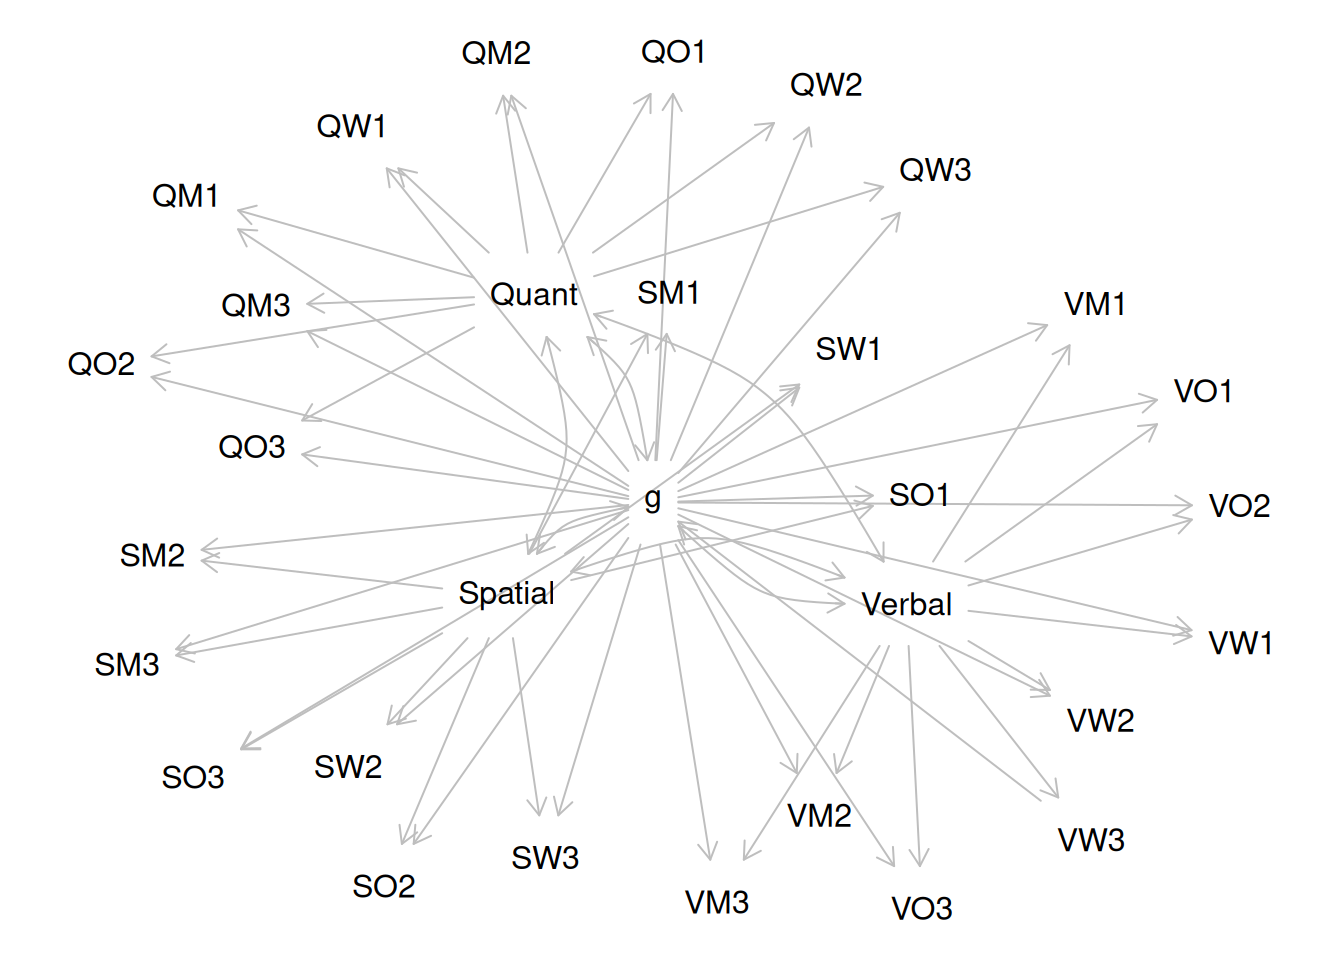 QM2
QO1
QW2
QW1
QW3
QM1
Quant
SM1
QM3
VM1
SW1
QO2
VO1
QO3
g
SO1
VO2
SM2
Spatial
Verbal
VW1
SM3
VW2
SO3
SW2
VM2
VW3
SW3
SO2
VM3
VO3